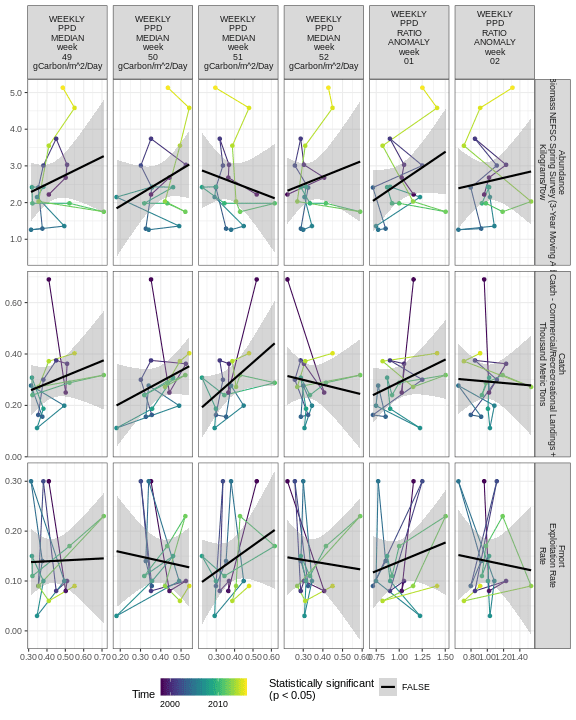 WEEKLY
PPD
MEDIAN
week
49
gCarbon/m^2/Day
WEEKLY
PPD
MEDIAN
week
50
gCarbon/m^2/Day
WEEKLY
PPD
MEDIAN
week
51
gCarbon/m^2/Day
WEEKLY
PPD
MEDIAN
week
52
gCarbon/m^2/Day
WEEKLY
PPD
RATIO
ANOMALY
week
01
WEEKLY
PPD
RATIO
ANOMALY
week
02
5.0
4.0
3.0
2.0
1.0
Abundance
Biomass NEFSC Spring Survey (3-Year Moving
Kilograms/Tow
0.60
0.40
0.20
0.00
Catch
Catch - Commercial/Recreational Landings +
Thousand Metric Tons
0.30
0.20
0.10
0.00
Fmort
Exploitation Rate
Rate
0.30 0.40 0.50 0.60 0.70
0.20 0.30 0.40 0.50
0.30 0.40 0.50 0.60
0.20 0.30 0.40 0.50 0.60
0.75 1.00 1.25 1.50
0.80 1.00 1.20 1.40
Time
2000 2010
Statistically significant
(p < 0.05)
FALSE